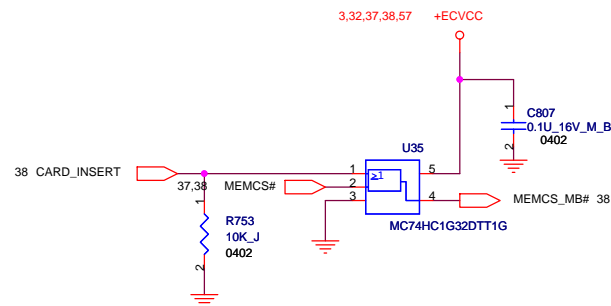 3,32,37,38,57 +ECVCC
1
C807
0.1U_16V_M_B
0402
2
U35
38 CARD_INSERT
1
≥1
5
37,38
MEMCS#
2
3
4
MEMCS_MB# 38
1
R753
10K_J
0402
2
MC74HC1G32DTT1G